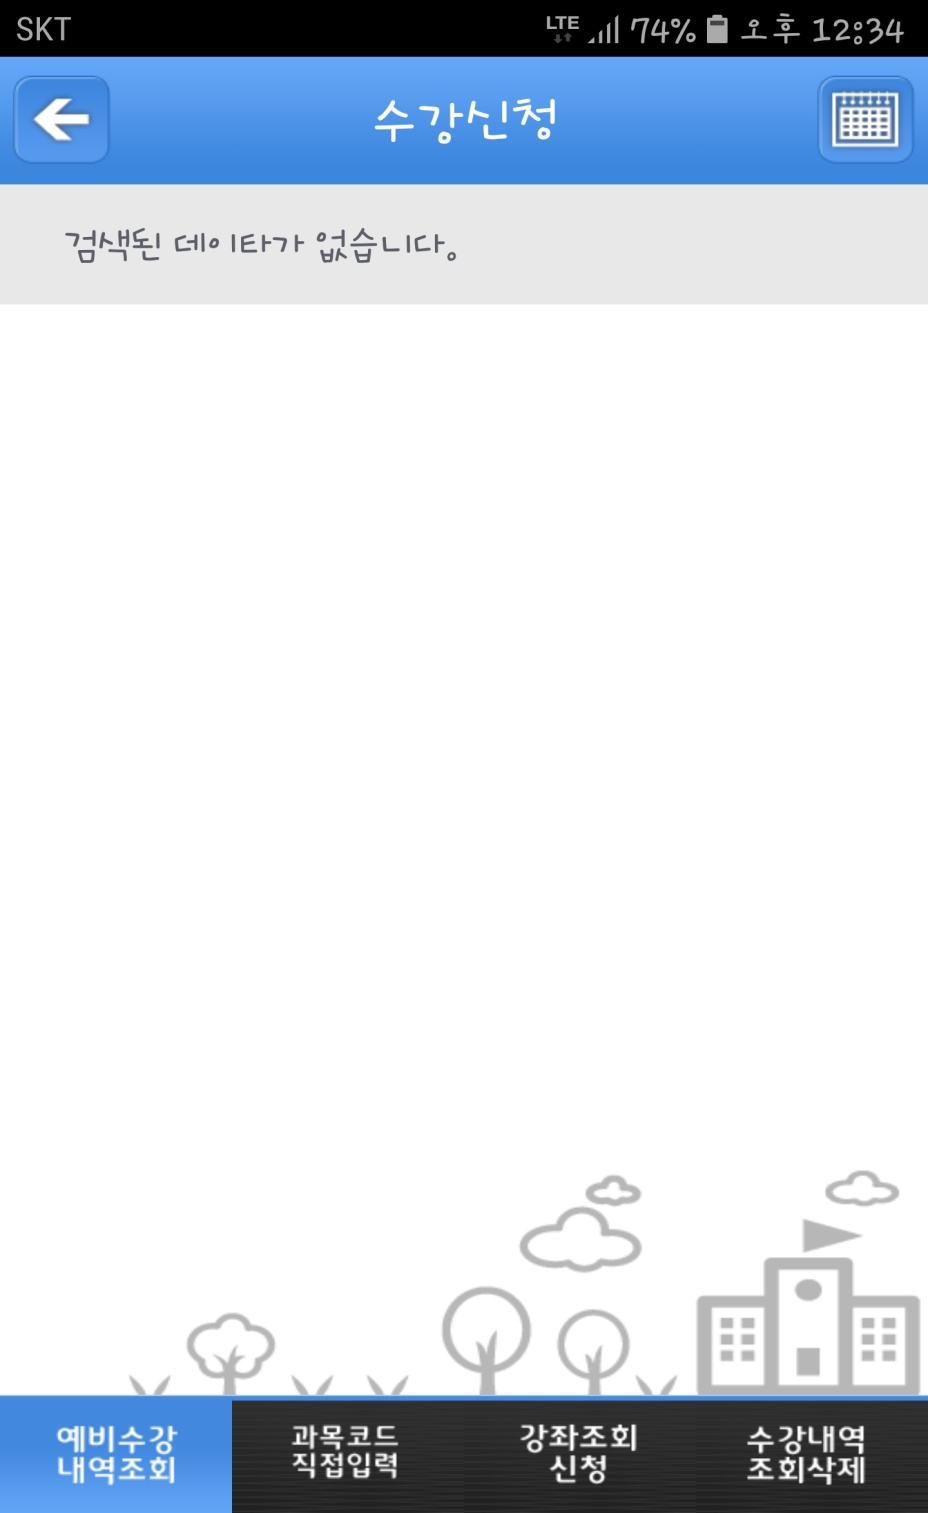 SKT LTE 74% 오후 12:34
수강신청
검색된 데이타가 없습니다.
예비수강 과목코드 강좌조회 수강내역
내역조회 직접입력 신청 조회삭제